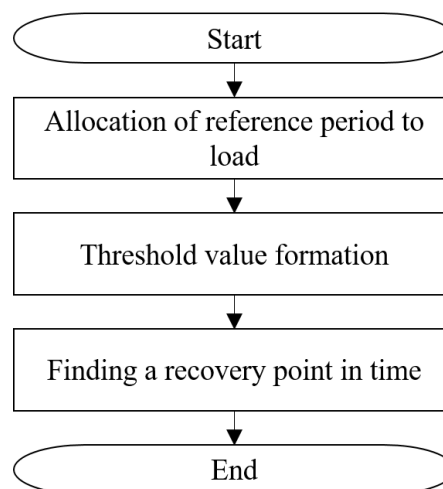 Start
Allocation of reference period to
load
Threshold value formation
Finding a recovery point in time
End